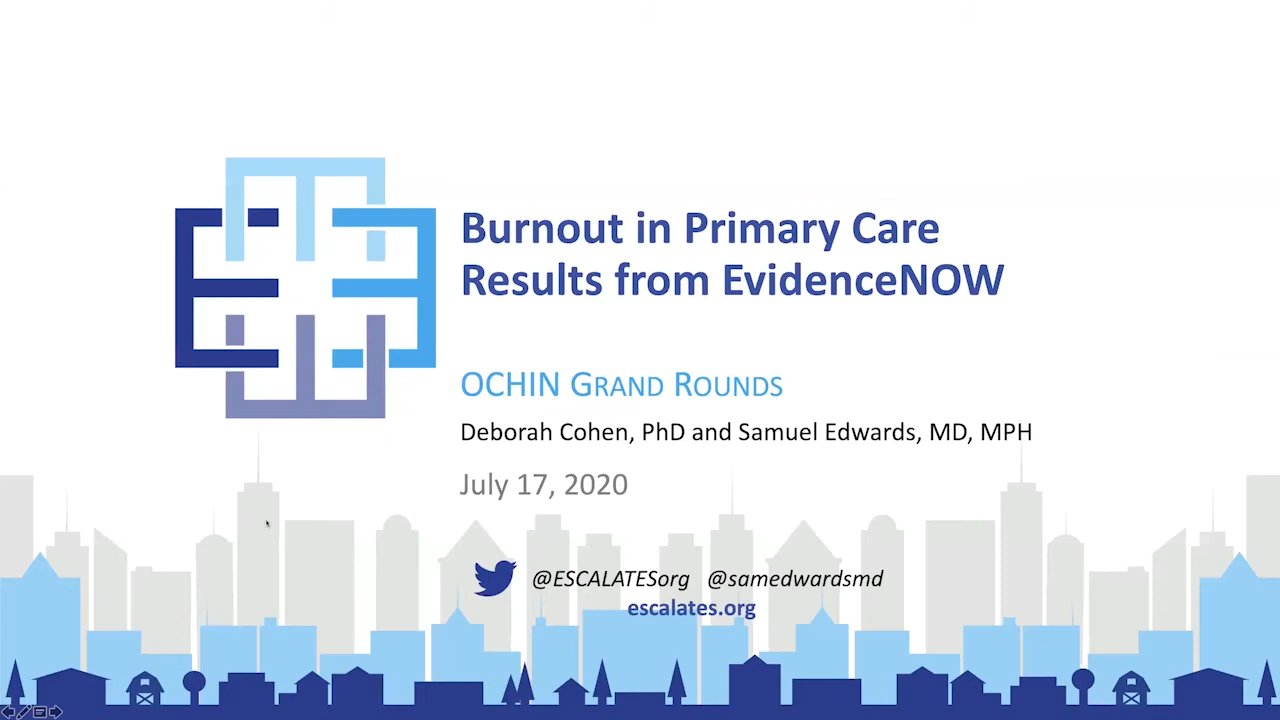 Burnout in Primary Care
Results from EvidenceNOW
OCHIN GRAND ROUNDS
Deborah Cohen, PhD and Samuel Edwards, MD, MPH
July 17, 2020
@ESCALATESorg @samedwardsmd
escalates.org